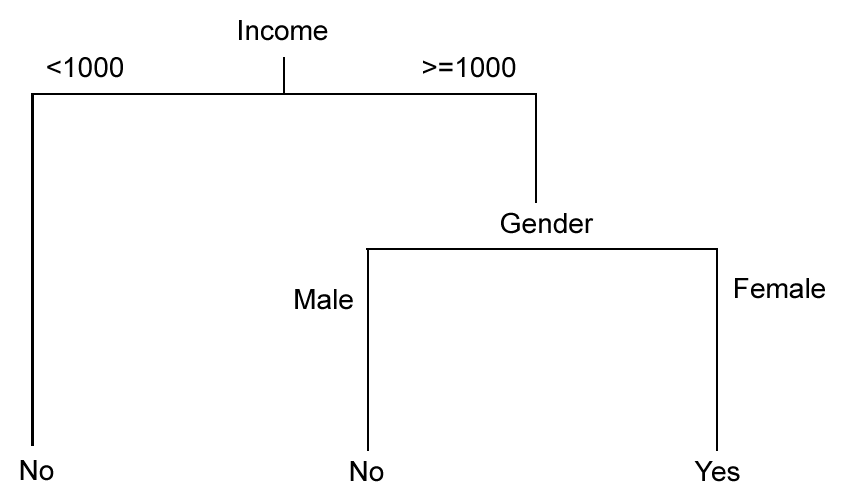 Income
<1000
>=1000
Gender
Male
Female
No
No
Yes